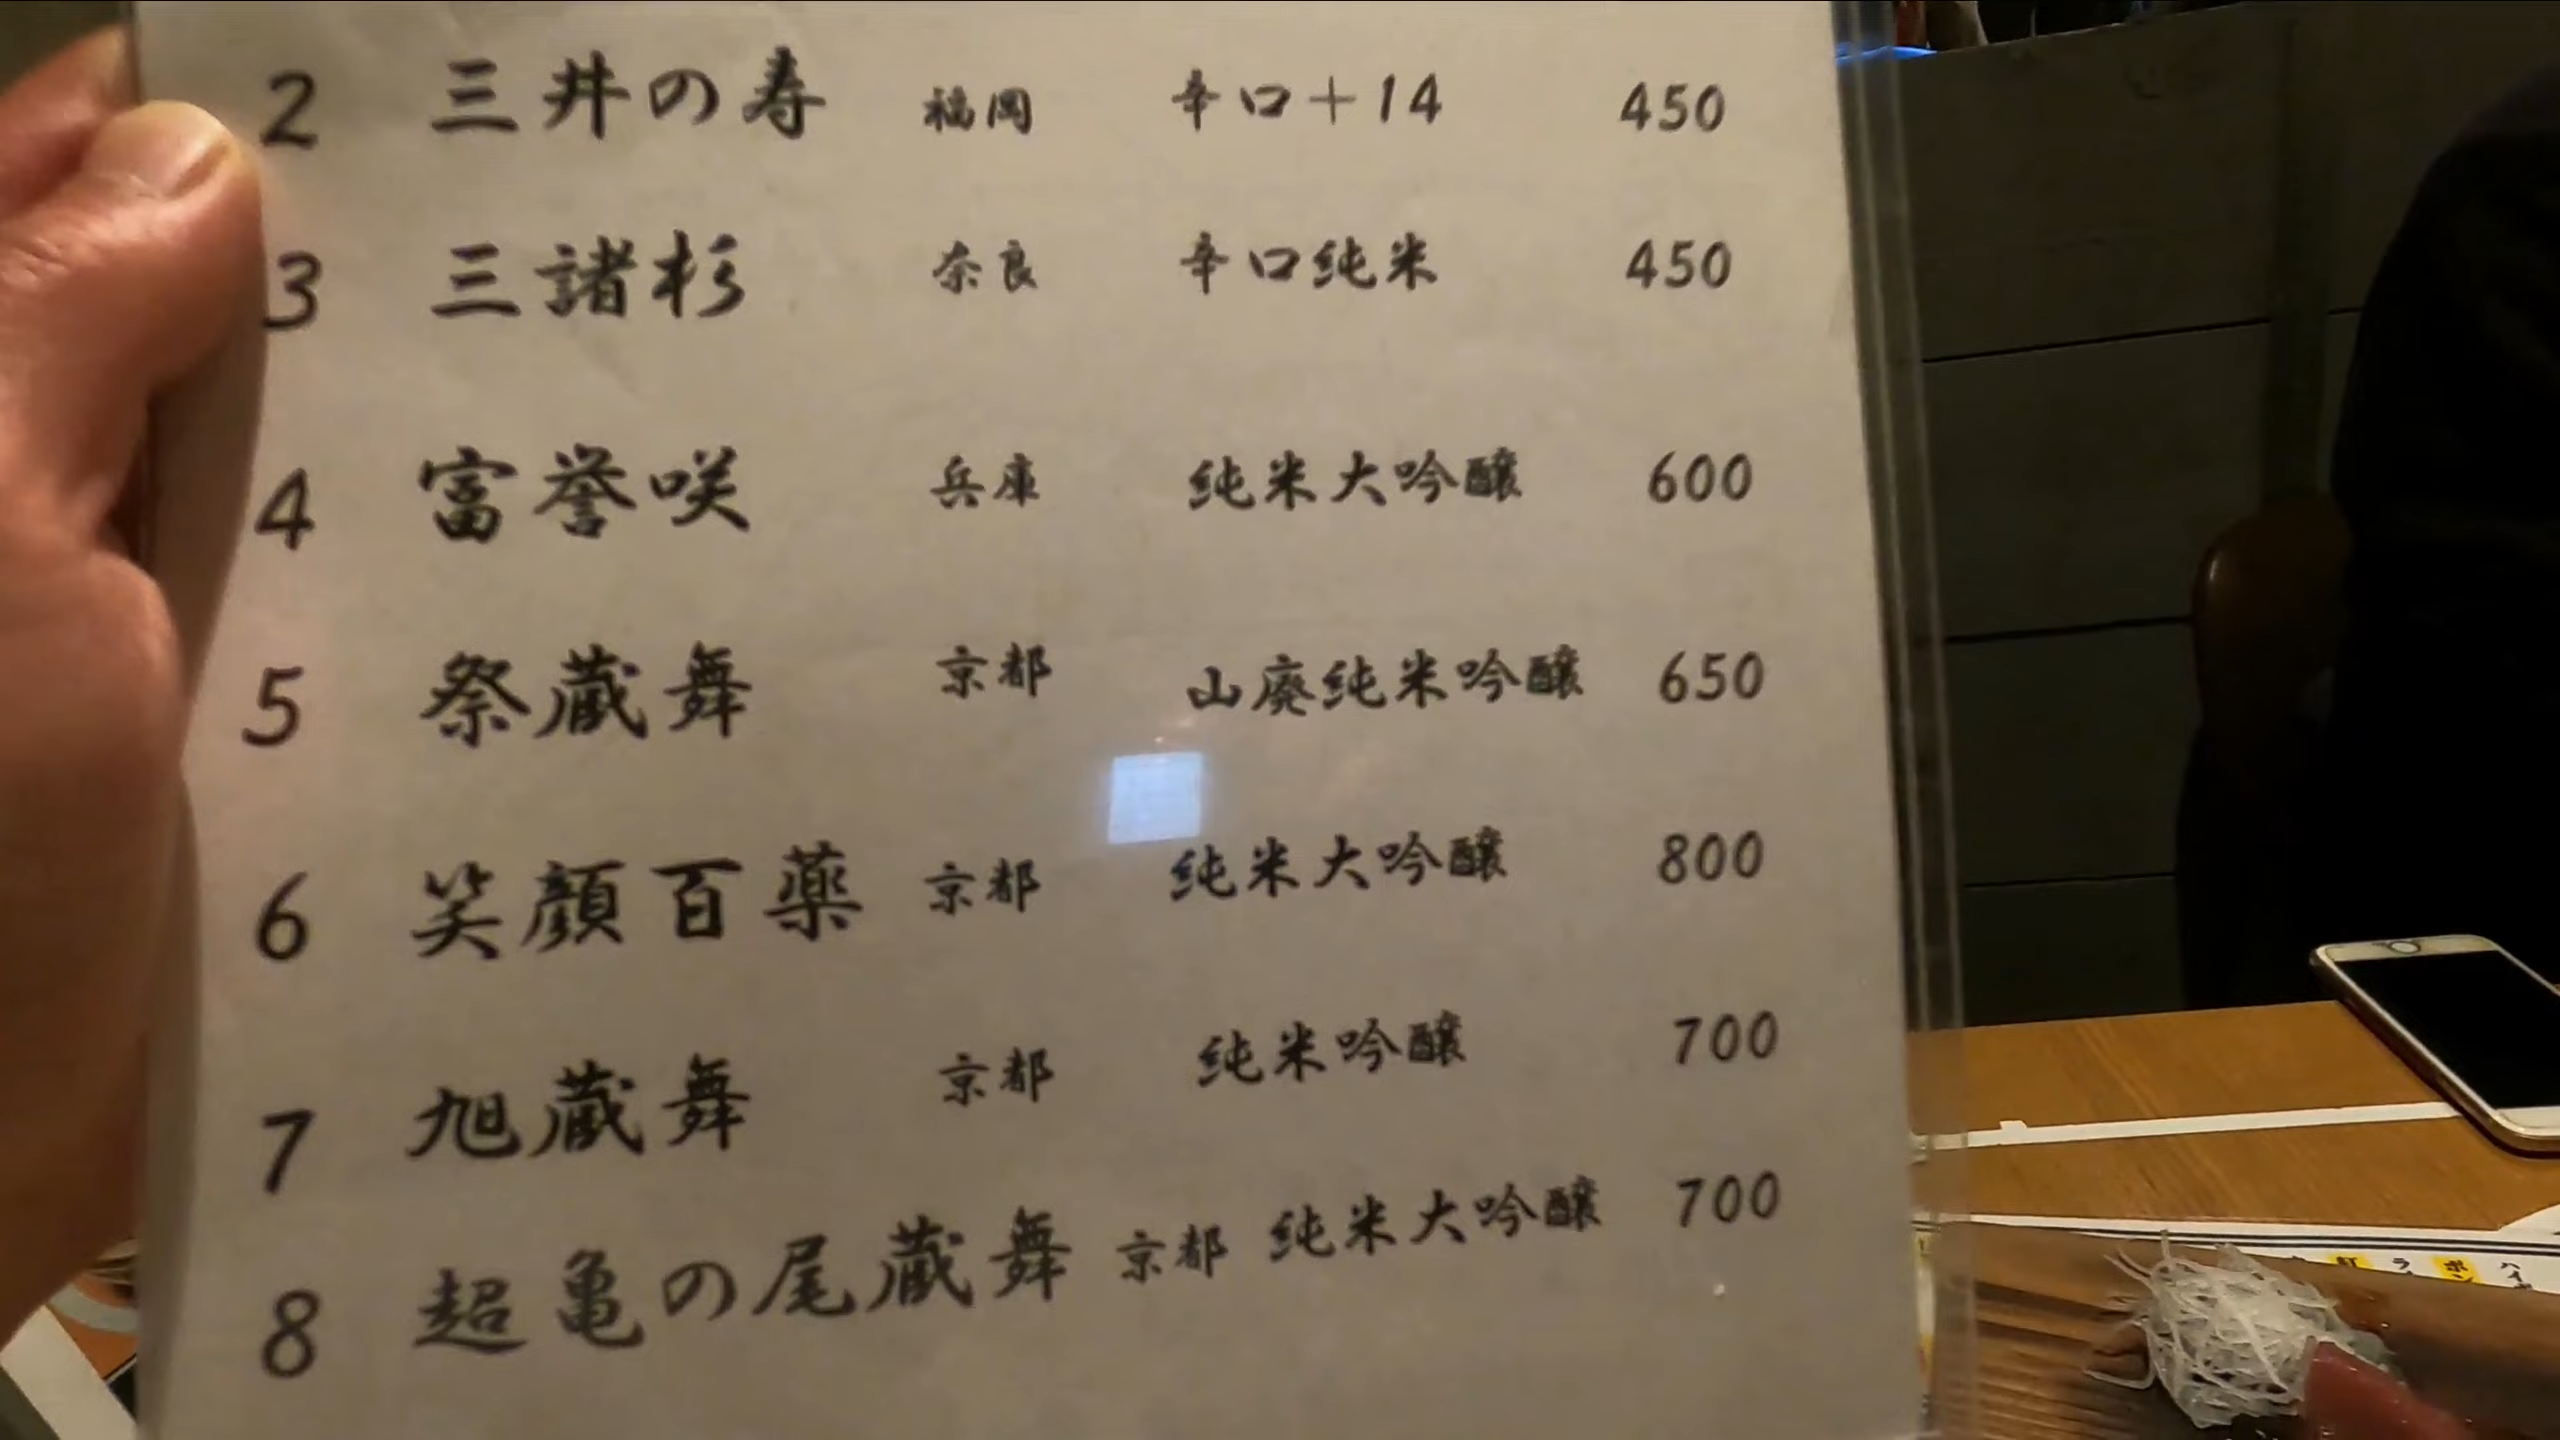 2 三井の寿 福岡 辛口+14 450
3 三諸杉 奈良 辛口純米 450
4 富誉咲 兵庫 純米大吟醸 600
5 祭蔵舞 京都 山廃純米吟醸 650
6 笑顔百薬 京都 純米大吟醸 800
7 旭蔵舞 京都 純米吟醸 700
8 超亀の尾蔵舞 京都 純米大吟醸 700